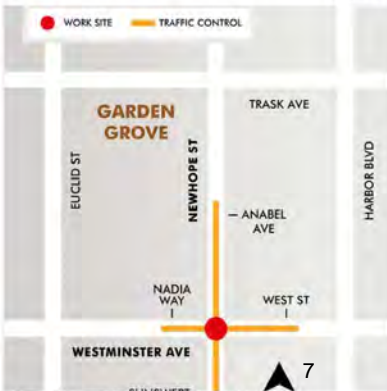 WORK SITE
TRAFFIC CONTROL
TRASK AVE
GARDEN
GROVE
EUCLID ST
NEWHOPE ST
HARBOR BLVD
ANABEL
AVE
NADIA
WAY
WEST ST
WESTMINSTER AVE
7